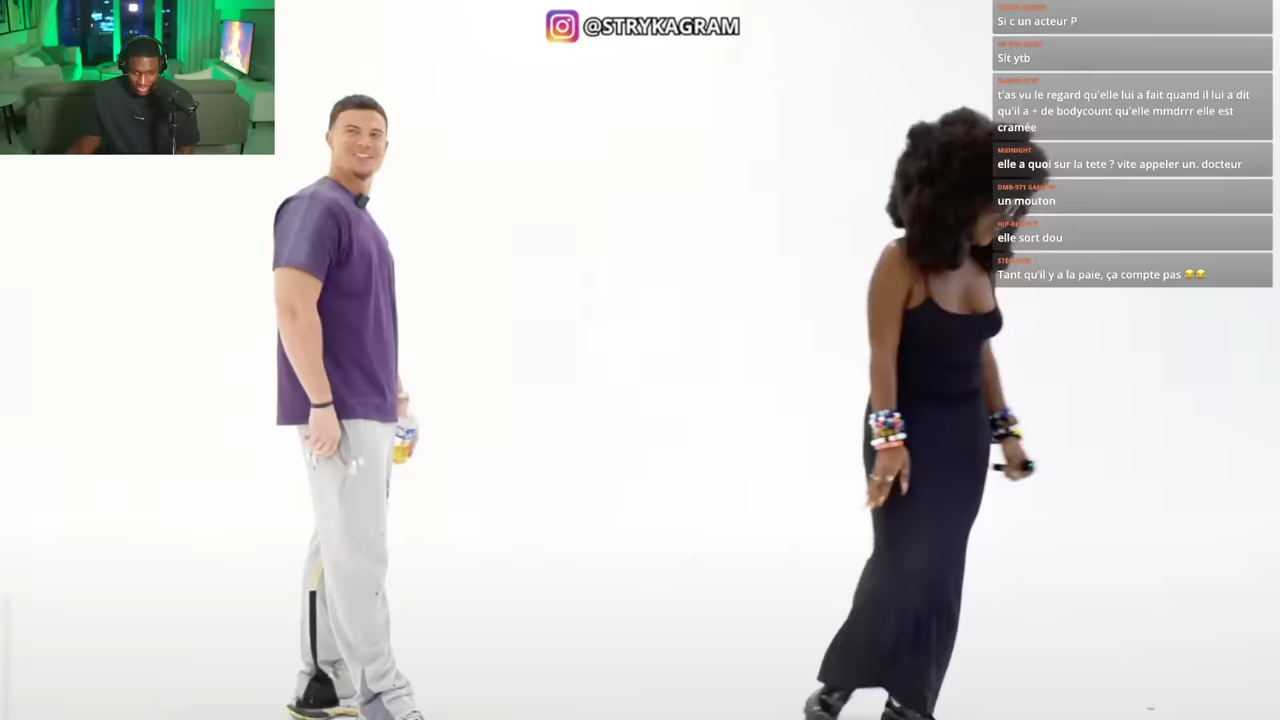 @STRYKAGRAM
Si c un acteur P
Slt ytb
t'as vu le regard qu'elle lui a fait quand il lui a dit
qu'il a + de bodycount qu'elle mmdrrr elle est
cramée
MIDNIGHT
elle a quoi sur la tete ? vite appeler un. docteur
un mouton
elle sort dou
Tant qu'il y a la paie, ça compte pas 😂😂